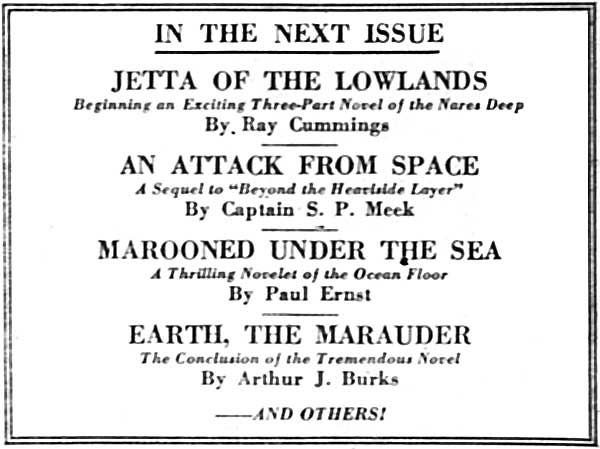 IN THE NEXT ISSUE
JETTA OF THE LOWLANDS
Beginning an Exciting Three-Part Novel of the Nares Deep
By Ray Cummings
AN ATTACK FROM SPACE
A Sequel to "Beyond the Heaviside Layer"
By Captain S. P. Meek
MAROONED UNDER THE SEA
A Thrilling Novelet of the Ocean Floor
By Paul Ernst
EARTH, THE MARAUDER
The Conclusion of the Tremendous Novel
By Arthur J. Burks
——AND OTHERS!